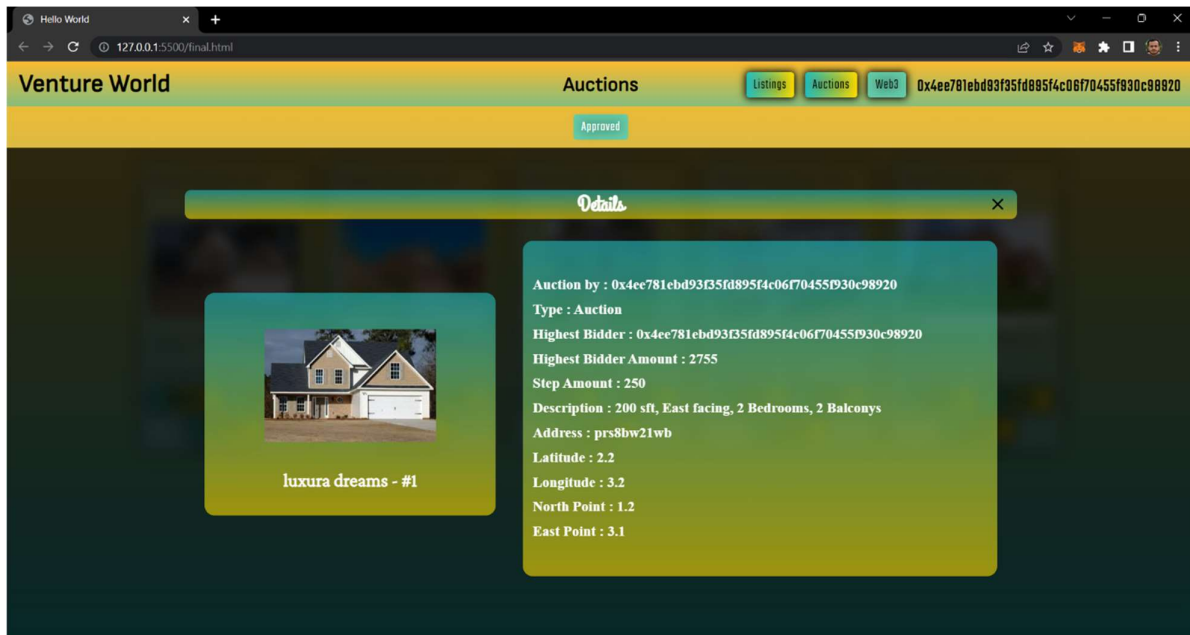 Hello World
127.0.0.1:5500/final.html
Venture World
Auctions
Listings
Auctions
Web3
0x4ee781ebd93f35fd895f4c06f70455f930c98920
Approved
Details
Auction by : 0x4ee781ebd93f35fd895f4c06f70455f930c98920
Type : Auction
Highest Bidder : 0x4ee781ebd93f35fd895f4c06f70455f930c98920
Highest Bidder Amount : 2755
Step Amount : 250
Description : 200 sft, East facing, 2 Bedrooms, 2 Balconys
Address : prs8bw21wb
Latitude : 2.2
Longitude : 3.2
North Point : 1.2
East Point : 3.1
luxura dreams - #1